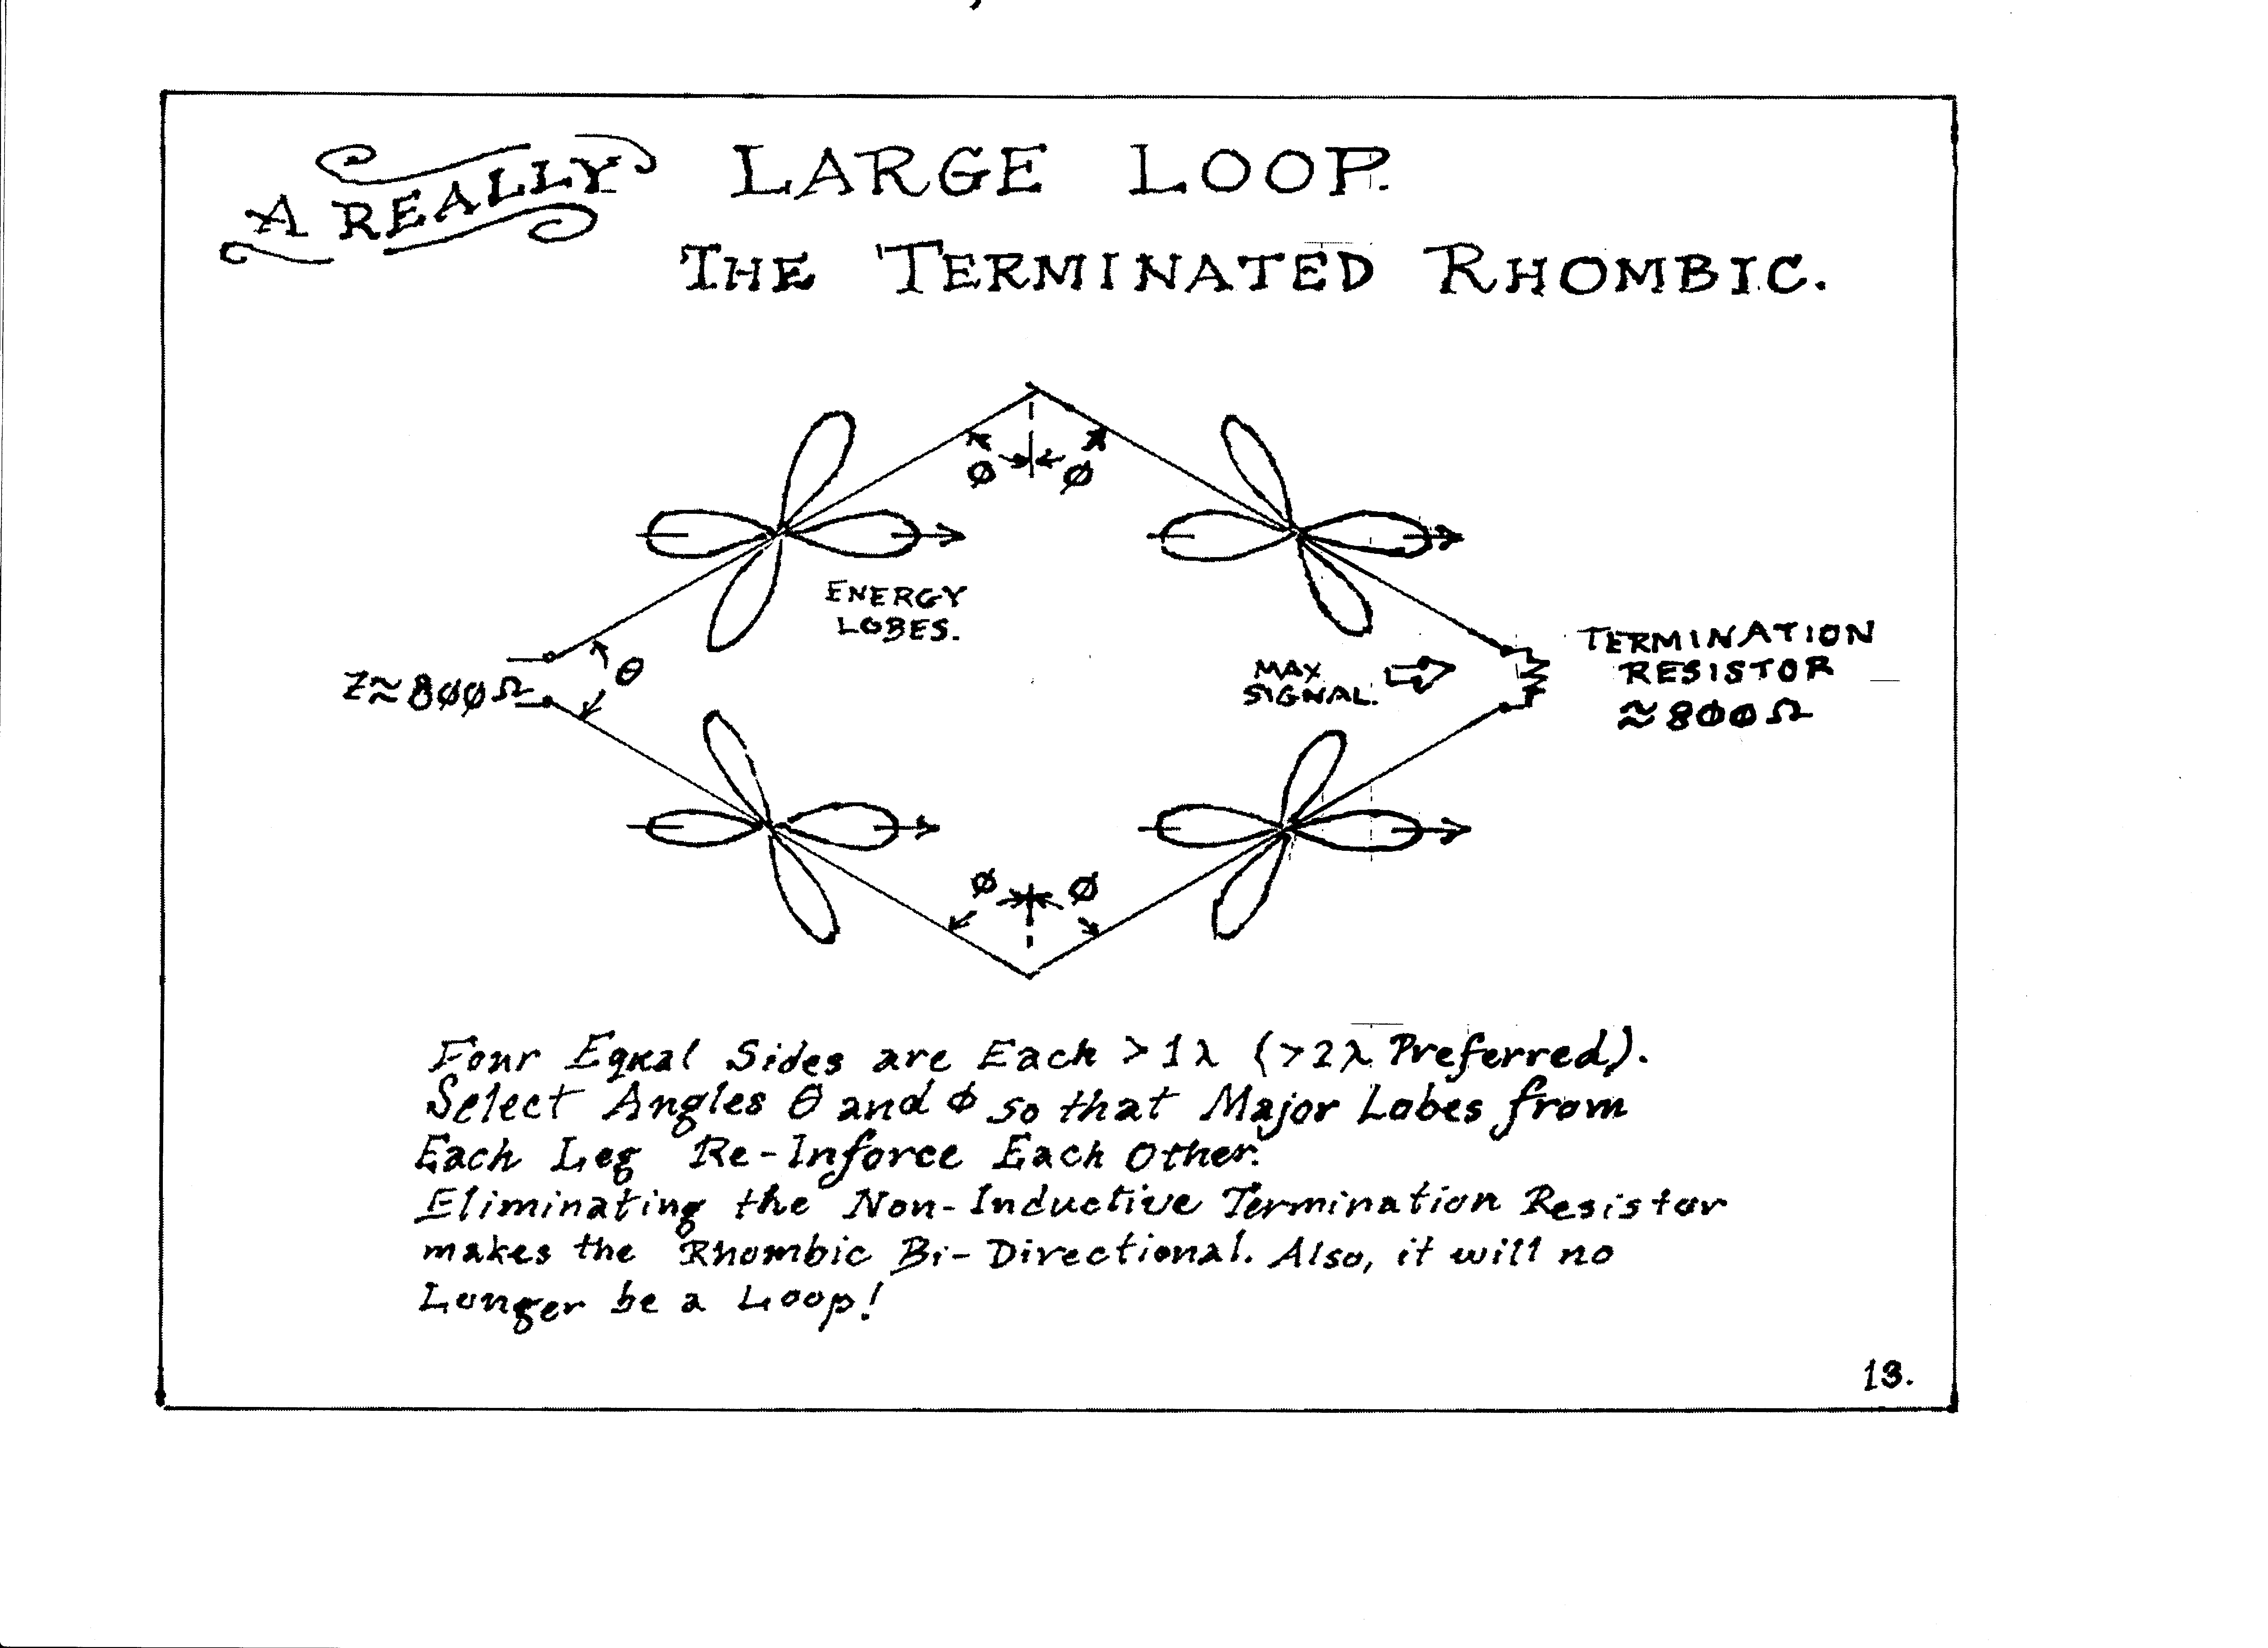 A REALLY LARGE LOOP.
THE TERMINATED RHOMBIC.
ϕ ϕ
ENERGY
LOBES.
θ
Z≈800Ω
MAX
SIGNAL.
TERMINATION
RESISTOR
≈800Ω
ϕ ϕ
Four Equal Sides are Each >1λ (>2λ Preferred).
Select Angles θ and ϕ so that Major Lobes from
Each Leg Re-Inforce Each Other.
Eliminating the Non-Inductive Termination Resistor
makes the Rhombic Bi-Directional. Also, it will no
Longer be a Loop!
13.